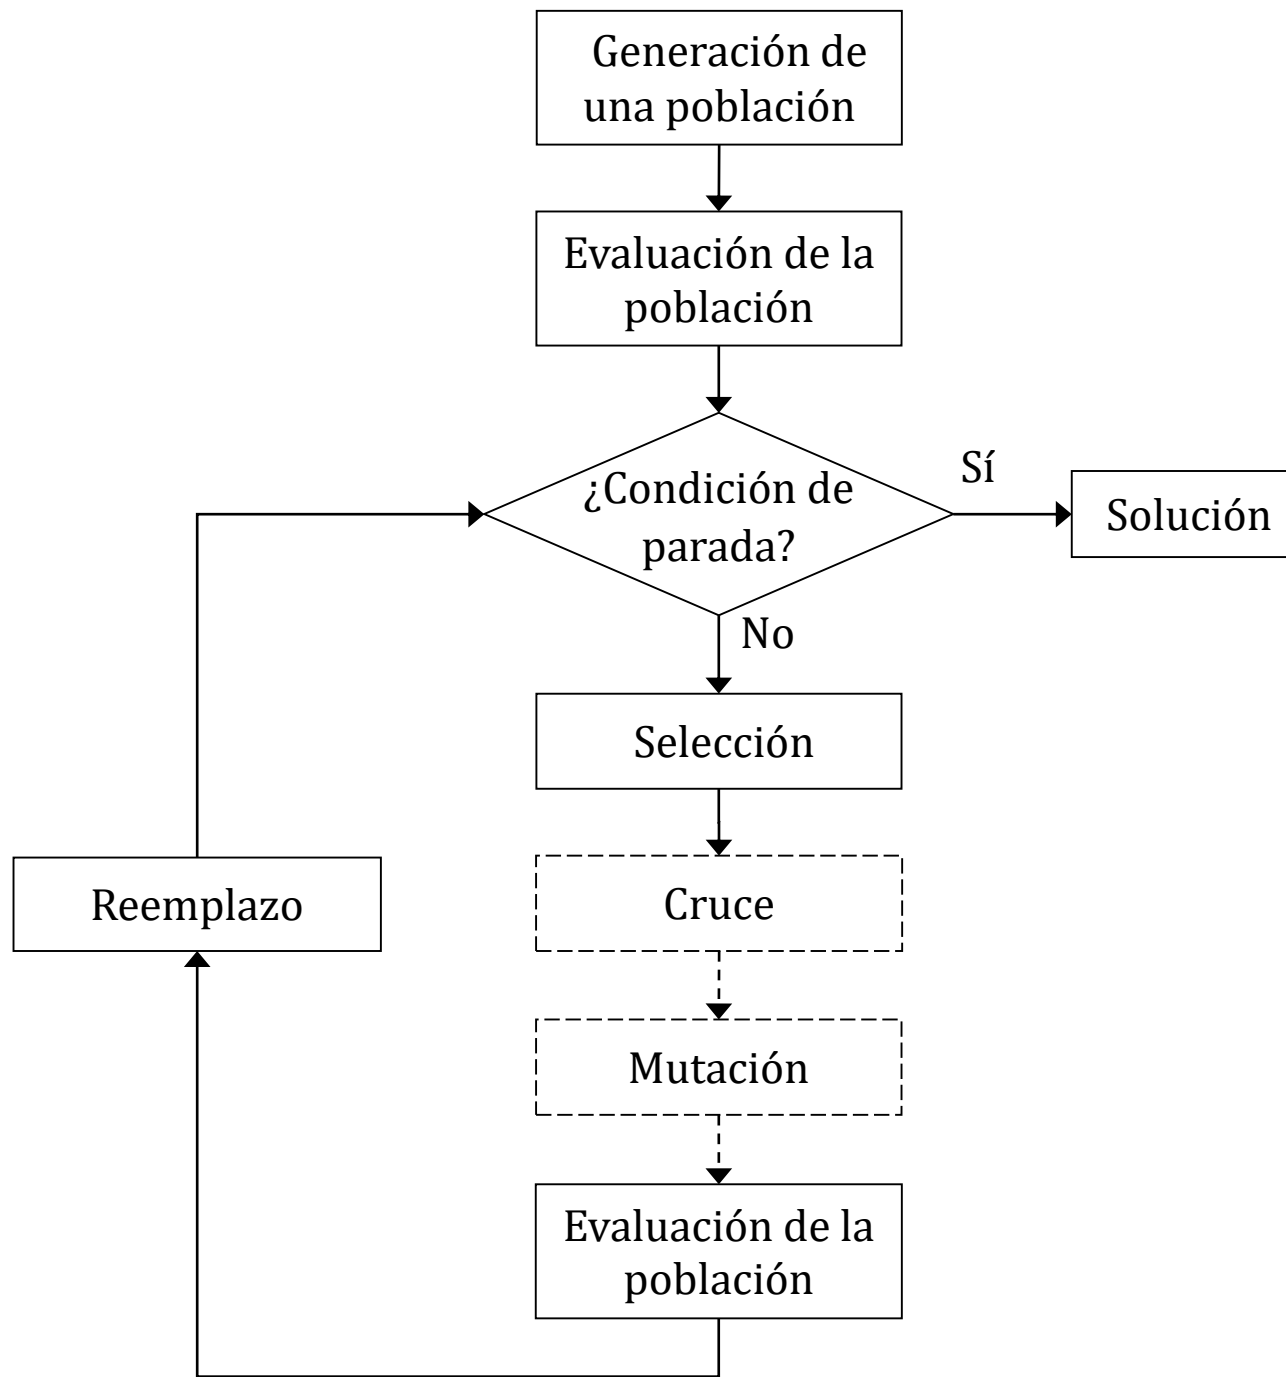 Generación de
una población
Evaluación de la
población
¿Condición de
parada?
Sí
Solución
No
Selección
Cruce
Reemplazo
Mutación
Evaluación de la
población